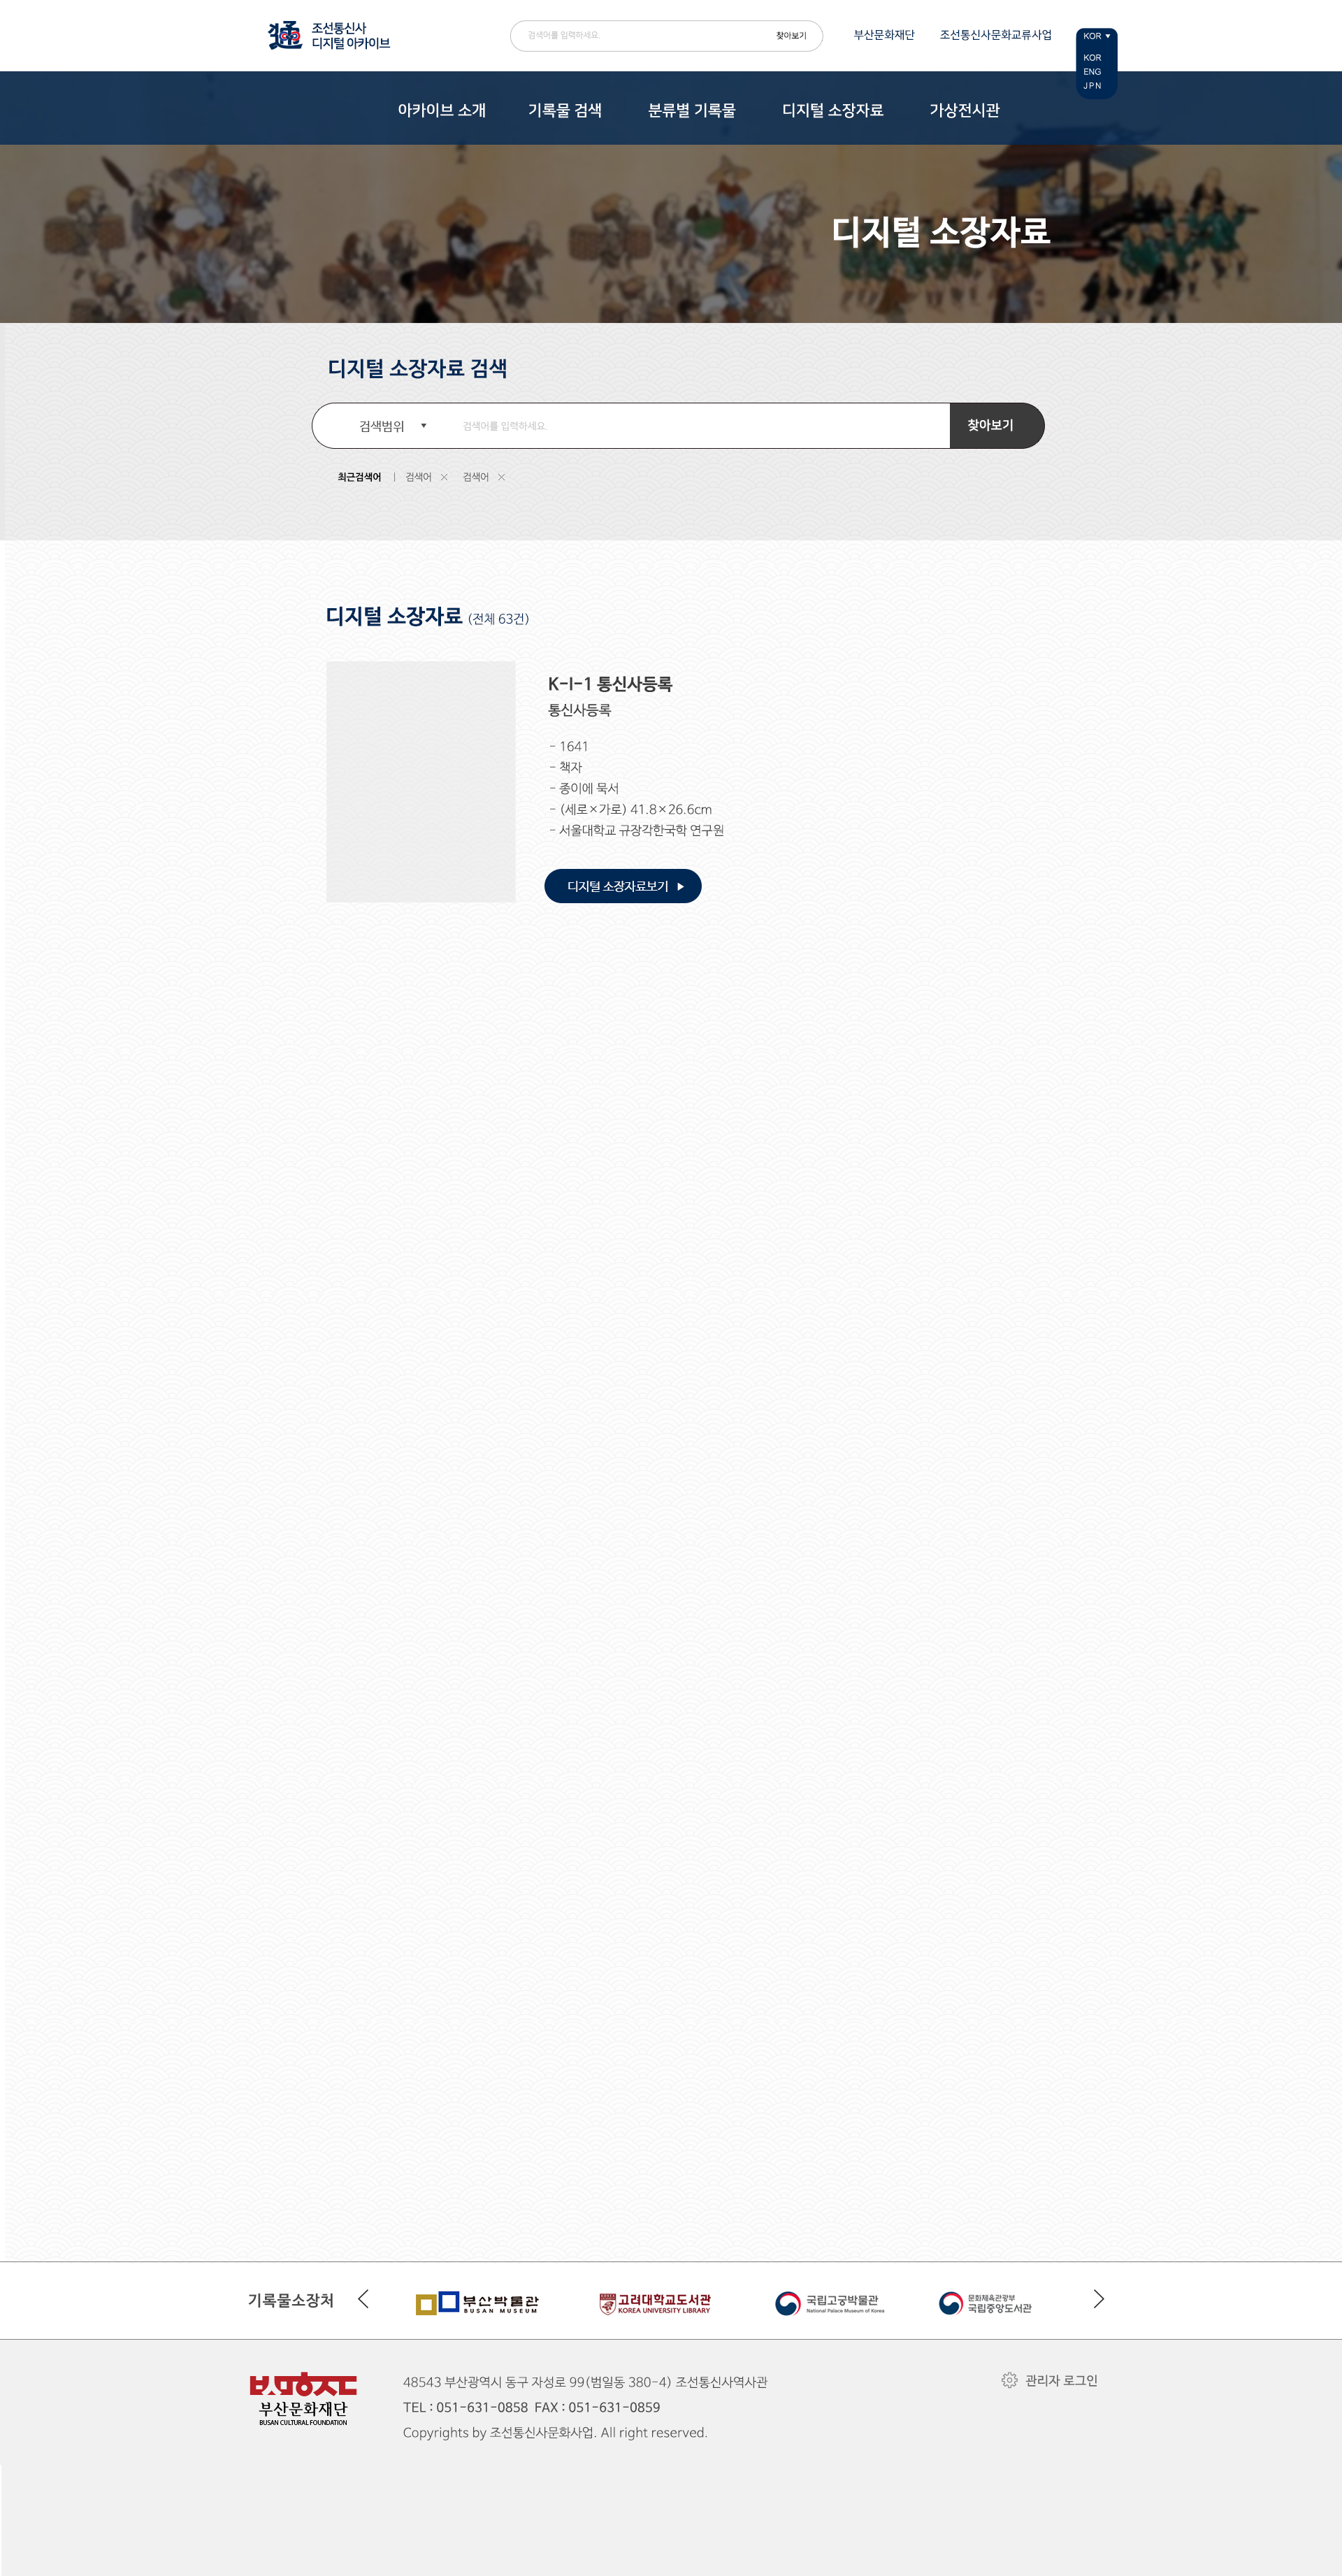 通
조선통신사
디지털 아카이브
검색어를 입력하세요.
찾아보기
부산문화재단
조선통신사문화교류사업
KOR ▼
KOR
ENG
JPN
아카이브 소개
기록물 검색
분류별 기록물
디지털 소장자료
가상전시관
디지털 소장자료
디지털 소장자료 검색
검색범위 ▼
검색어를 입력하세요.
찾아보기
최근검색어 | 검색어 × 검색어 ×
디지털 소장자료 (전체 63건)
K-I-1 통신사등록
통신사등록
- 1641
- 책자
- 종이에 묵서
- (세로×가로) 41.8×26.6cm
- 서울대학교 규장각한국학 연구원
디지털 소장자료보기 ▶
기록물소장처
부산박물관
BUSAN MUSEUM
고려대학교도서관
KOREA UNIVERSITY LIBRARY
국립고궁박물관
National Palace Museum of Korea
문화체육관광부
국립중앙도서관
부산문화재단
BUSAN CULTURAL FOUNDATION
48543 부산광역시 동구 자성로 99(범일동 380-4) 조선통신사역사관
TEL : 051-631-0858 FAX : 051-631-0859
Copyrights by 조선통신사문화사업. All right reserved.
관리자 로그인